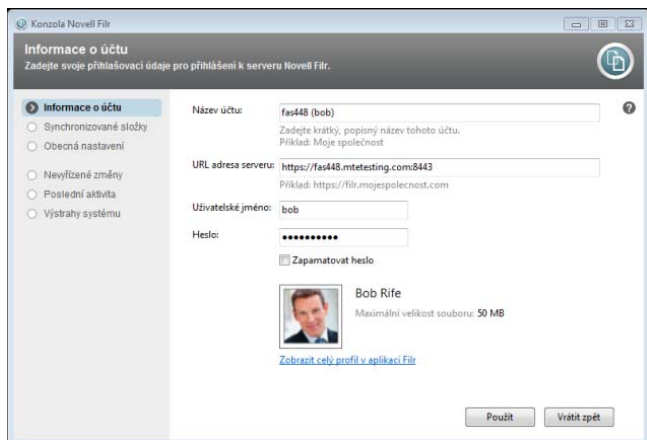 Konzola Novell Filr
Informace o účtu
Zadejte svoje přihlašovací údaje pro přihlášení k serveru Novell Filr.
Informace o účtu
Synchronizované složky
Obecná nastavení
Nevyřízené změny
Poslední aktivita
Výstrahy systému
Název účtu: fas448 (bob)
Zadejte krátký, popisný název tohoto účtu.
Příklad: Moje společnost
URL adresa serveru: https://fas448.mtetesting.com:8443
Příklad: https://filr.mojespolecnost.com
Uživatelské jméno: bob
Heslo: ••••••••••
Zapamatovat heslo
Bob Rife
Maximální velikost souboru: 50 MB
Zobrazit celý profil v aplikaci Filr
Použít Vrátit zpět